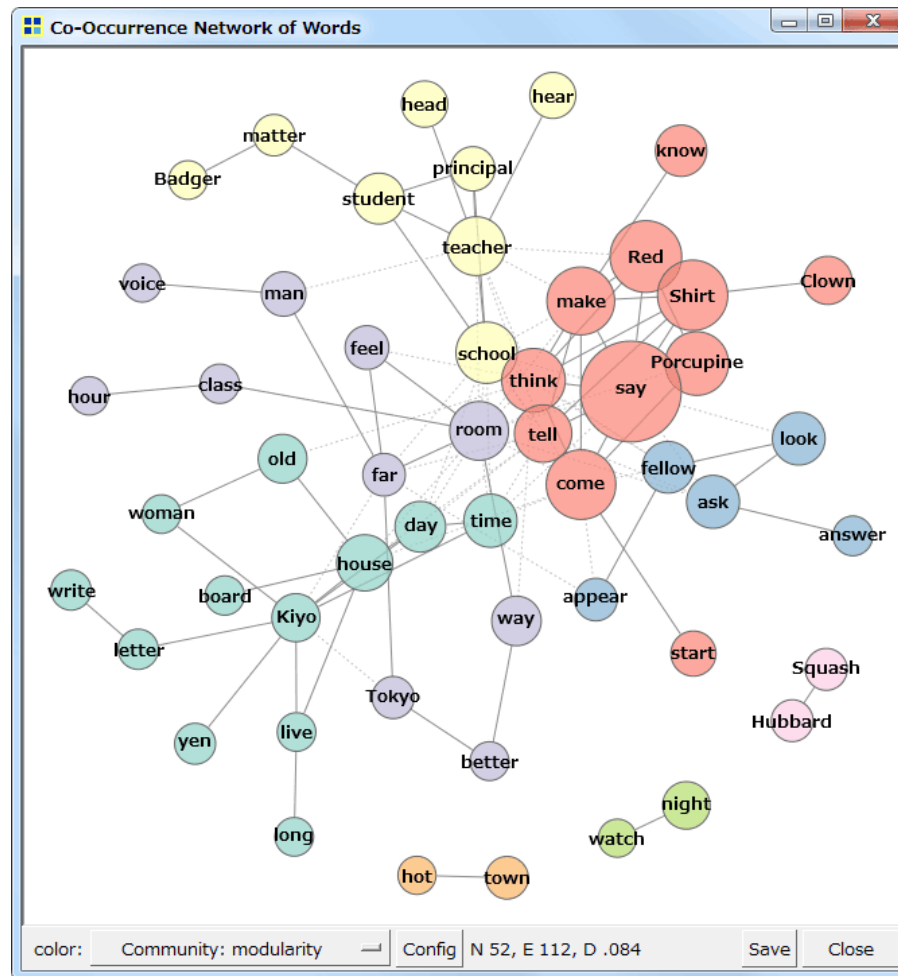 Co-Occurrence Network of Words
head
hear
matter
know
principal
Badger
student
teacher
Red
voice
man
make
Shirt
Clown
feel
school
Porcupine
hour
class
think
say
room
tell
look
old
far
fellow
come
ask
woman
day
time
answer
house
write
board
appear
Kiyo
way
letter
start
Squash
Tokyo
Hubbard
yen
live
better
night
long
watch
hot
town
color:
Community: modularity
Config
N 52, E 112, D .084
Save
Close